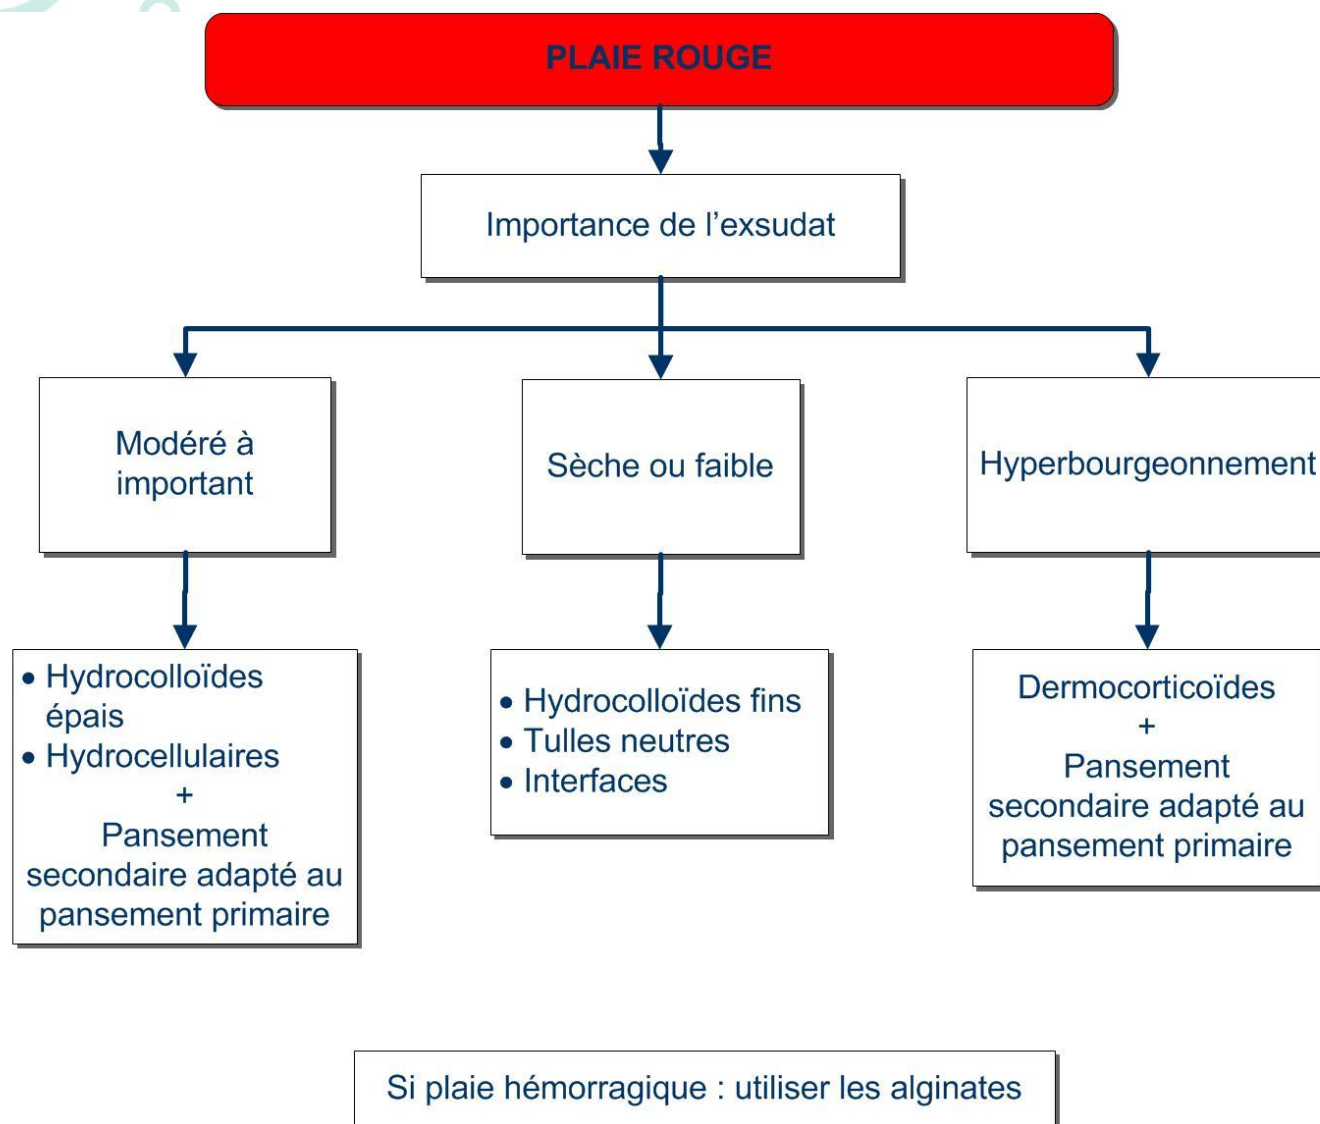 PLAIE ROUGE
Importance de l’exsudat
Modéré à
important
Sèche ou faible
Hyperbourgeonnement
• Hydrocolloïdes
épais
• Hydrocellulaires
+
Pansement
secondaire adapté au
pansement primaire
• Hydrocolloïdes fins
• Tulles neutres
• Interfaces
Dermocorticoïdes
+
Pansement
secondaire adapté au
pansement primaire
Si plaie hémorragique : utiliser les alginates